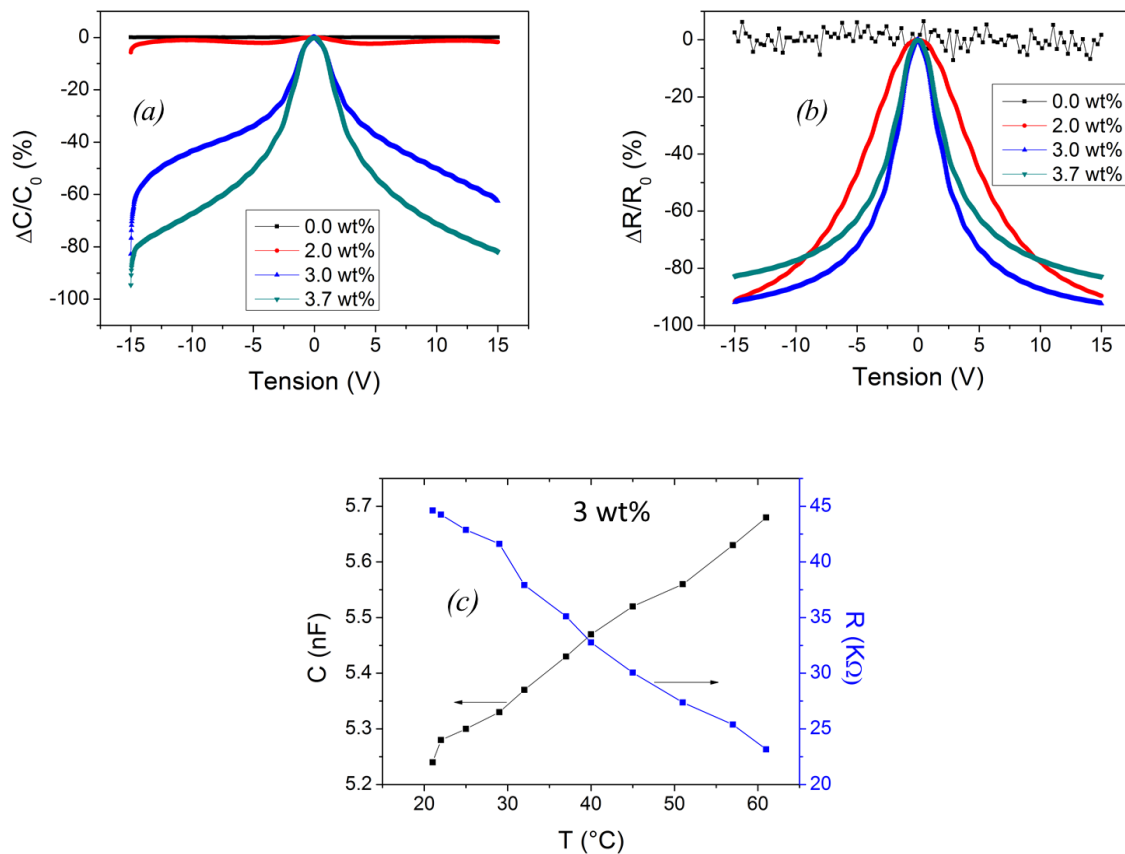 0
-20
-40
-60
-80
-100
ΔC/C0 (%)
(a)
0.0 wt%
2.0 wt%
3.0 wt%
3.7 wt%
-15 -10 -5 0 5 10 15
Tension (V)
0
-20
-40
-60
-80
-100
ΔR/R0 (%)
(b)
0.0 wt%
2.0 wt%
3.0 wt%
3.7 wt%
-15 -10 -5 0 5 10 15
Tension (V)
3 wt%
(c)
5.7
5.6
5.5
5.4
5.3
5.2
C (nF)
45
40
35
30
25
20
R (KΩ)
20 30 40 50 60
T (°C)